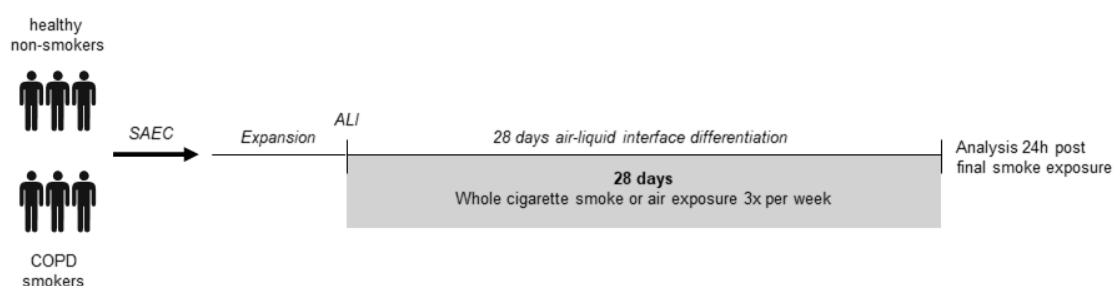 healthy
non-smokers
COPD
smokers
SAEC
Expansion
ALI
28 days air-liquid interface differentiation
28 days
Whole cigarette smoke or air exposure 3x per week
Analysis 24h post
final smoke exposure